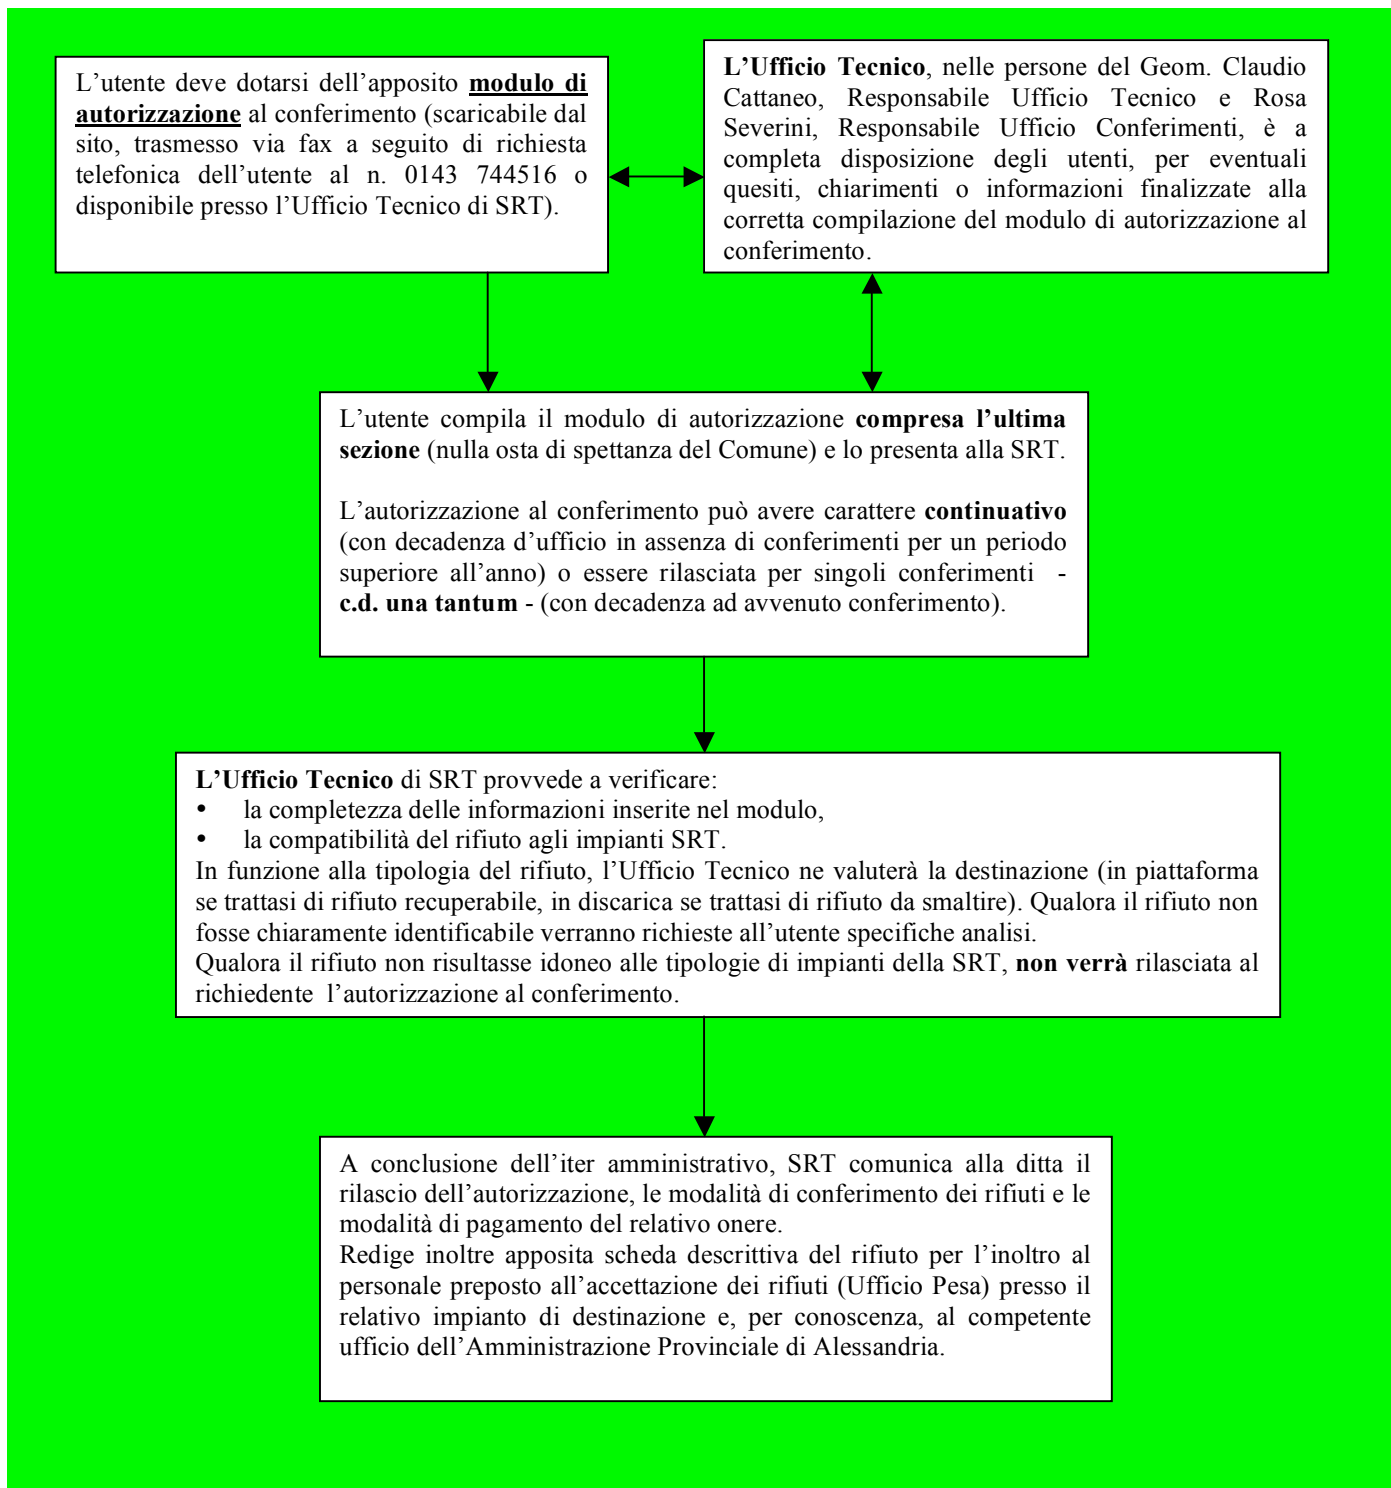 L’utente deve dotarsi dell’apposito modulo di
autorizzazione al conferimento (scaricabile dal
sito, trasmesso via fax a seguito di richiesta
telefonica dell’utente al n. 0143 744516 o
disponibile presso l’Ufficio Tecnico di SRT).
L’Ufficio Tecnico, nelle persone del Geom. Claudio
Cattaneo, Responsabile Ufficio Tecnico e Rosa
Severini, Responsabile Ufficio Conferimenti, è a
completa disposizione degli utenti, per eventuali
quesiti, chiarimenti o informazioni finalizzate alla
corretta compilazione del modulo di autorizzazione al
conferimento.
L’utente compila il modulo di autorizzazione compresa l’ultima
sezione (nulla osta di spettanza del Comune) e lo presenta alla SRT.
L’autorizzazione al conferimento può avere carattere continuativo
(con decadenza d’ufficio in assenza di conferimenti per un periodo
superiore all’anno) o essere rilasciata per singoli conferimenti -
c.d. una tantum - (con decadenza ad avvenuto conferimento).
L’Ufficio Tecnico di SRT provvede a verificare:
• la completezza delle informazioni inserite nel modulo,
• la compatibilità del rifiuto agli impianti SRT.
In funzione alla tipologia del rifiuto, l’Ufficio Tecnico ne valuterà la destinazione (in piattaforma
se trattasi di rifiuto recuperabile, in discarica se trattasi di rifiuto da smaltire). Qualora il rifiuto non
fosse chiaramente identificabile verranno richieste all’utente specifiche analisi.
Qualora il rifiuto non risultasse idoneo alle tipologie di impianti della SRT, non verrà rilasciata al
richiedente l’autorizzazione al conferimento.
A conclusione dell’iter amministrativo, SRT comunica alla ditta il
rilascio dell’autorizzazione, le modalità di conferimento dei rifiuti e le
modalità di pagamento del relativo onere.
Redige inoltre apposita scheda descrittiva del rifiuto per l’inoltro al
personale preposto all’accettazione dei rifiuti (Ufficio Pesa) presso il
relativo impianto di destinazione e, per conoscenza, al competente
ufficio dell’Amministrazione Provinciale di Alessandria.